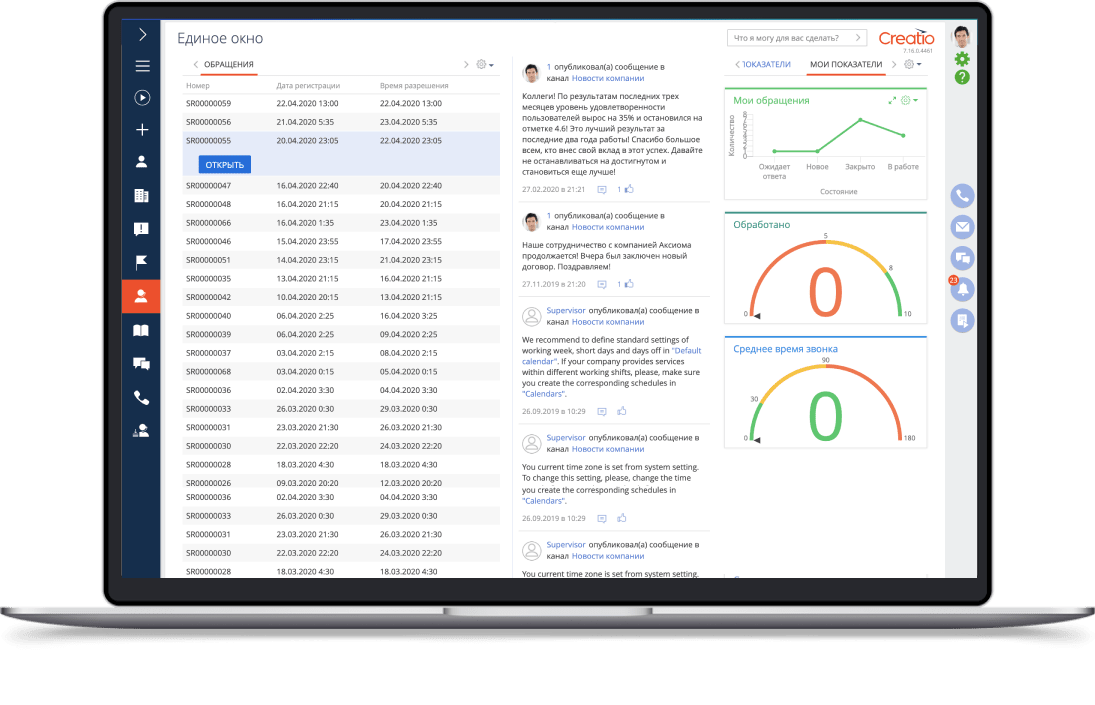 Единое окно
Что я могу для вас сделать?
Creatio
7.16.0.4461
ОБРАЩЕНИЯ
Номер Дата регистрации Время разрешения
SR00000059 22.04.2020 13:00 22.04.2020 13:00
SR00000056 21.04.2020 5:35 23.04.2020 5:35
SR00000055 20.04.2020 23:05 22.04.2020 23:05
ОТКРЫТЬ
SR00000047 16.04.2020 22:40 20.04.2020 22:40
SR00000048 16.04.2020 21:15 20.04.2020 21:15
SR00000066 16.04.2020 1:35 23.04.2020 1:35
SR00000046 15.04.2020 23:55 17.04.2020 23:55
SR00000051 14.04.2020 23:15 21.04.2020 23:15
SR00000035 13.04.2020 21:15 16.04.2020 21:15
SR00000042 10.04.2020 20:15 13.04.2020 21:15
SR00000040 06.04.2020 2:25 16.04.2020 3:25
SR00000039 06.04.2020 2:25 09.04.2020 2:25
SR00000037 03.04.2020 2:15 08.04.2020 2:15
SR00000068 03.04.2020 0:15 05.04.2020 0:15
SR00000036 02.04.2020 3:30 04.04.2020 3:30
SR00000033 26.03.2020 0:30 29.03.2020 0:30
SR00000031 23.03.2020 21:30 26.03.2020 21:30
SR00000030 22.03.2020 22:20 24.03.2020 22:20
SR00000028 18.03.2020 4:30 18.03.2020 4:30
SR00000026 09.03.2020 20:20 12.03.2020 20:20
SR00000036 02.04.2020 3:30 04.04.2020 3:30
SR00000033 26.03.2020 0:30 29.03.2020 0:30
SR00000031 23.03.2020 21:30 26.03.2020 21:30
SR00000030 22.03.2020 22:20 24.03.2020 22:20
SR00000028 18.03.2020 4:30 18.03.2020 4:30
1 опубликовал(а) сообщение в
канал Новости компании
Коллеги! По результатам последних трех
месяцев уровень удовлетворенности
пользователей вырос на 35% и остановился на
отметке 4.6! Это лучший результат за
последние два года работы! Спасибо большое
всем, кто внес свой вклад в этот успех. Давайте
не останавливаться на достигнутом и
становиться еще лучше!
27.02.2020 в 21:21 1
1 опубликовал(а) сообщение в
канал Новости компании
Наше сотрудничество с компанией Аксиома
продолжается! Вчера был заключен новый
договор. Поздравляем!
27.11.2019 в 21:20 1
Supervisor опубликовал(а) сообщение в
канал Новости компании
We recommend to define standard settings of
working week, short days and days off in "Default
calendar". If your company provides services
within different working shifts, please, make sure
you create the corresponding schedules in
"Calendars".
26.09.2019 в 10:29
Supervisor опубликовал(а) сообщение в
канал Новости компании
You current time zone is set from system setting.
To change this setting, please, change the time
you create the corresponding schedules in
"Calendars".
26.09.2019 в 10:29
Supervisor опубликовал(а) сообщение в
канал Новости компании
You current time zone is set from system setting.
ПОКАЗАТЕЛИ МОИ ПОКАЗАТЕЛИ
Мои обращения
Количество
Ожидает Новое Закрыто В работе
ответа
Состояние
Обработано
5
8
0
0 10
Среднее время звонка
90
30
0
0 180
23